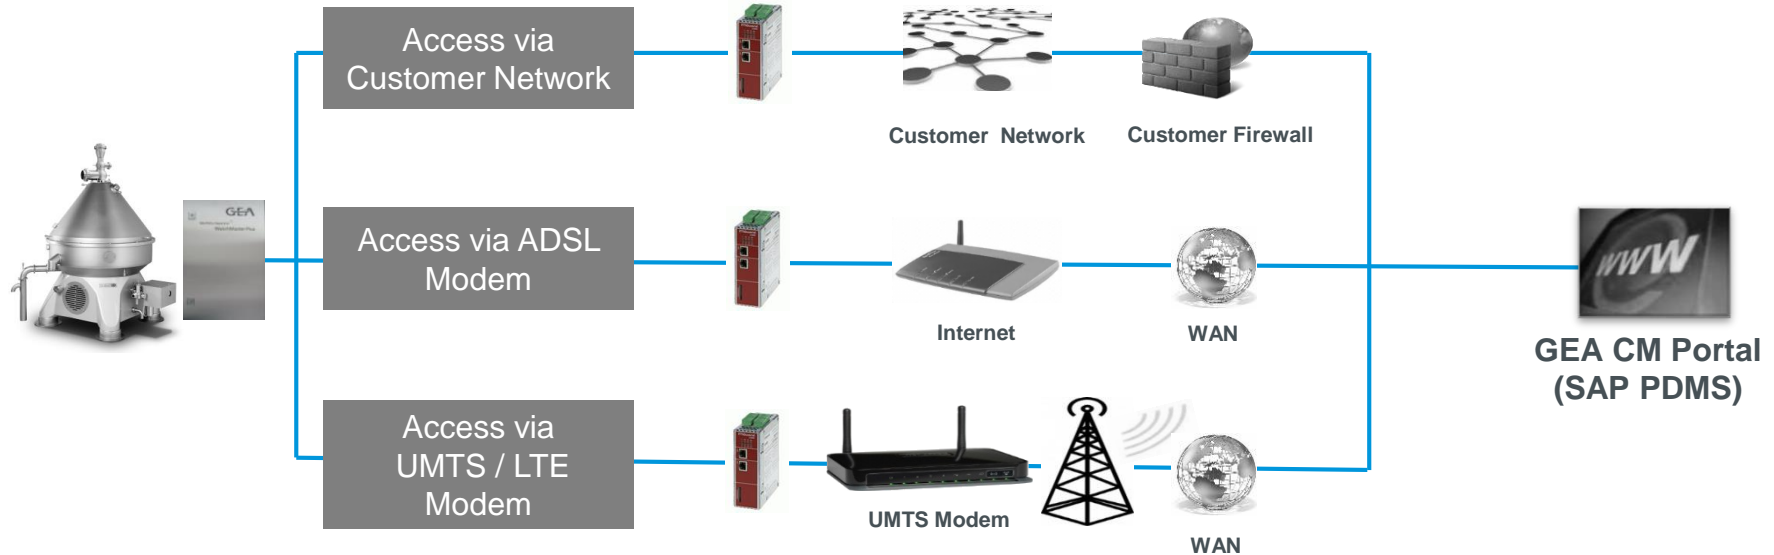 Access via
Customer Network
Customer Network
Customer Firewall
GEA
Access via ADSL
Modem
Internet
WAN
www
GEA CM Portal
(SAP PDMS)
Access via
UMTS / LTE
Modem
UMTS Modem
WAN